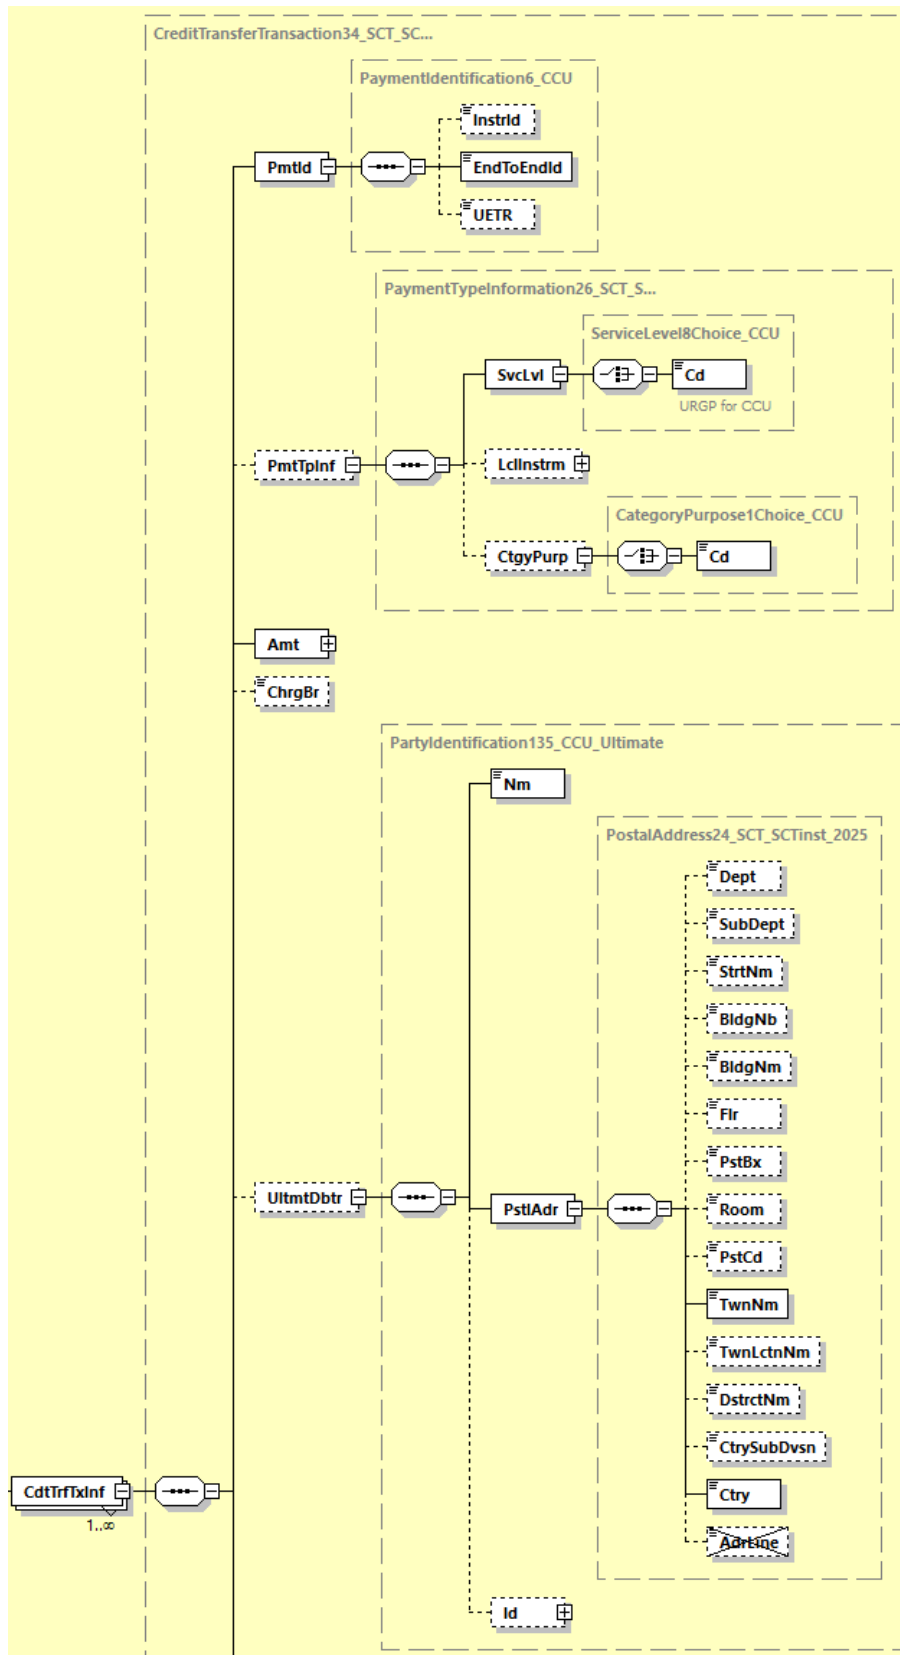 CreditTransferTransaction34_SCT_SC...
PaymentIdentification6_CCU
InstrId
PmtId
EndToEndId
UETR
PaymentTypeInformation26_SCT_S...
ServiceLevel8Choice_CCU
SvcLvl
Cd
URGP for CCU
PmtTpInf
LclInstrm
CategoryPurpose1Choice_CCU
CtgyPurp
Cd
Amt
ChrgBr
PartyIdentification135_CCU_Ultimate
Nm
PostalAddress24_SCT_SCTinst_2025
Dept
SubDept
StrtNm
BldgNb
BldgNm
Flr
PstBx
UltmtDbtr
PstlAdr
Room
PstCd
TwnNm
TwnLctnNm
DstrctNm
CtrySubDvsn
CdtTrfTxInf
Ctry
1..∞
AdrLine
Id